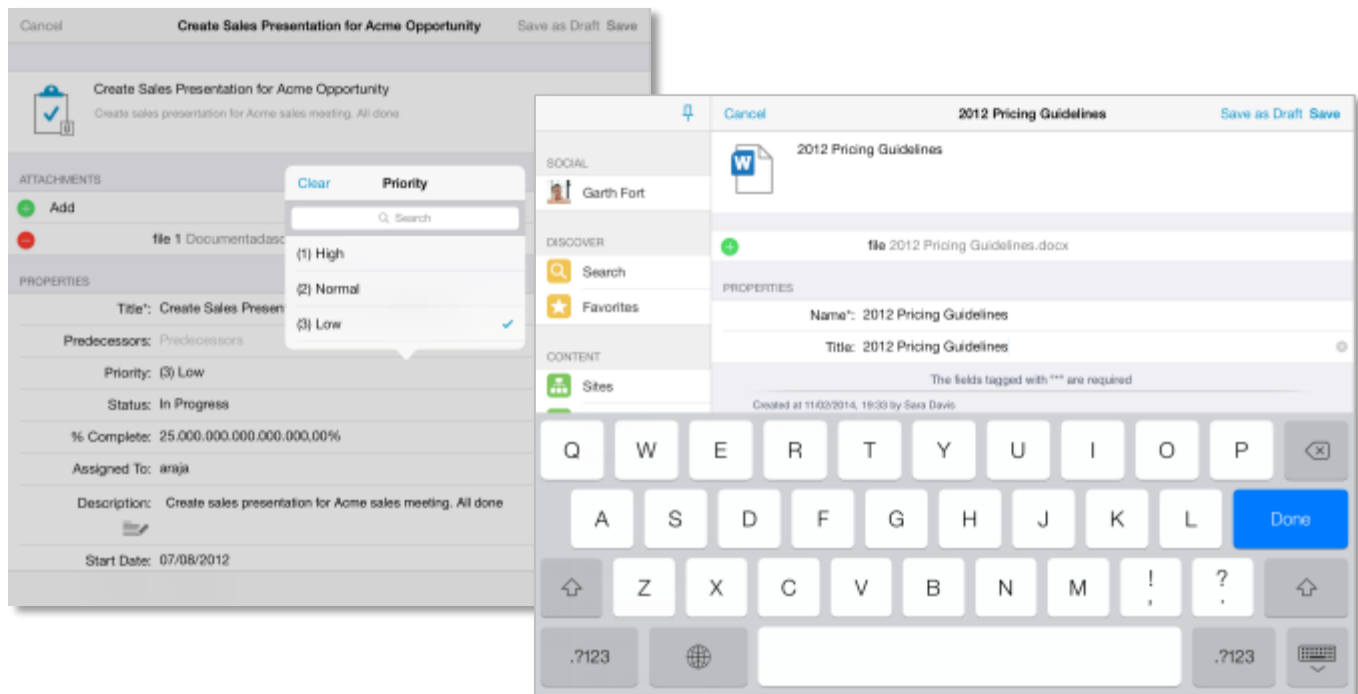 Cancel Create Sales Presentation for Acme Opportunity Save as Draft Save
Create Sales Presentation for Acme Opportunity
Create sales presentation for Acme sales meeting. All done
ATTACHMENTS
Add
file 1 Documentadasc
PROPERTIES
Title*: Create Sales Presen
Predecessors: Predecessors
Priority: (3) Low
Status: In Progress
% Complete: 25.000.000.000.000.000,00%
Assigned To: araja
Description: Create sales presentation for Acme sales meeting. All done
Start Date: 07/08/2012
Clear Priority
Search
(1) High
(2) Normal
(3) Low
SOCIAL
Garth Fort
DISCOVER
Search
Favorites
CONTENT
Sites
Cancel 2012 Pricing Guidelines Save as Draft Save
W
2012 Pricing Guidelines
file 2012 Pricing Guidelines.docx
PROPERTIES
Name*: 2012 Pricing Guidelines
Title: 2012 Pricing Guidelines
The fields tagged with "*" are required
Created at 11/02/2014, 19:33 by Sara Davis
Q W E R T Y U I O P
A S D F G H J K L Done
Z X C V B N M ! , ? .
.?123 .?123